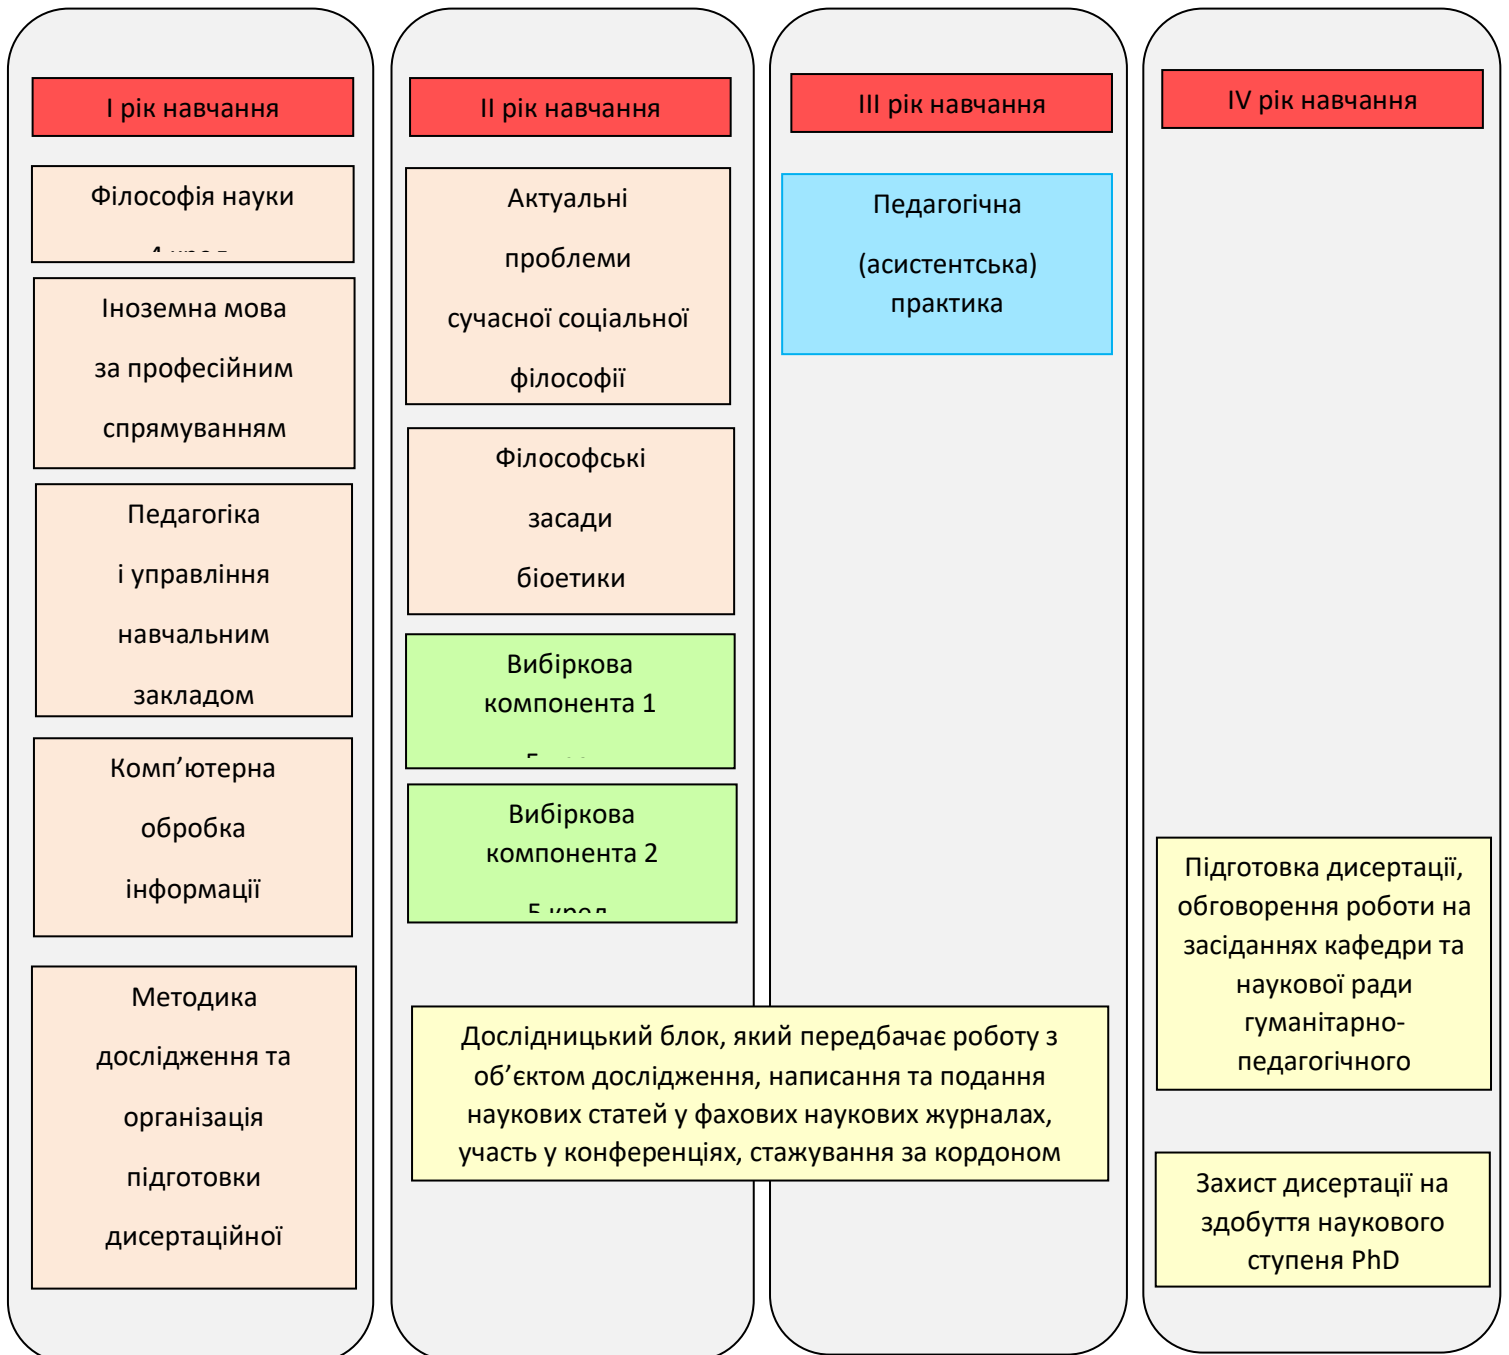 І рік навчання
Філософія науки
Іноземна мова
за професійним
спрямуванням
Педагогіка
і управління
навчальним
закладом
Комп’ютерна
обробка
інформації
Методика
дослідження та
організація
підготовки
дисертаційної
ІІ рік навчання
Актуальні
проблеми
сучасної соціальної
філософії
Філософські
засади
біоетики
Вибіркова
компонента 1
Вибіркова
компонента 2
5 кред.
Дослідницький блок, який передбачає роботу з
об’єктом дослідження, написання та подання
наукових статей у фахових наукових журналах,
участь у конференціях, стажування за кордоном
ІІІ рік навчання
Педагогічна
(асистентська)
практика
IV рік навчання
Підготовка дисертації,
обговорення роботи на
засіданнях кафедри та
наукової ради
гуманітарно-
педагогічного
Захист дисертації на
здобуття наукового
ступеня PhD